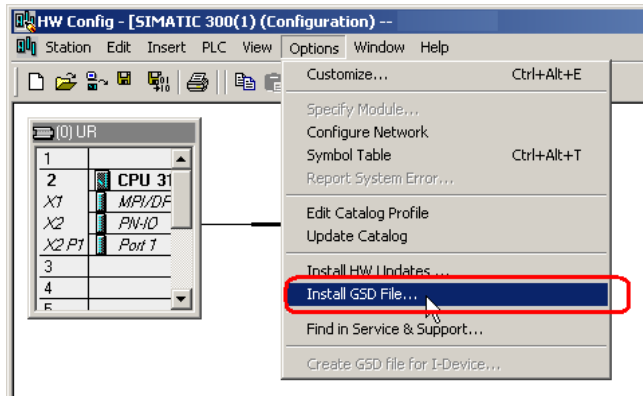 HW Config - [SIMATIC 300(1) (Configuration) --
Station Edit Insert PLC View Options Window Help
Customize... Ctrl+Alt+E
Specify Module...
Configure Network
Symbol Table Ctrl+Alt+T
Report System Error...
Edit Catalog Profile
Update Catalog
Install HW Updates ...
Install GSD File...
Find in Service & Support...
Create GSD file for I-Device...
(0) UR
1
2 CPU 31
X1 MPI/DP
X2 PN-IO
X2 P1 Port 1
3
4
5